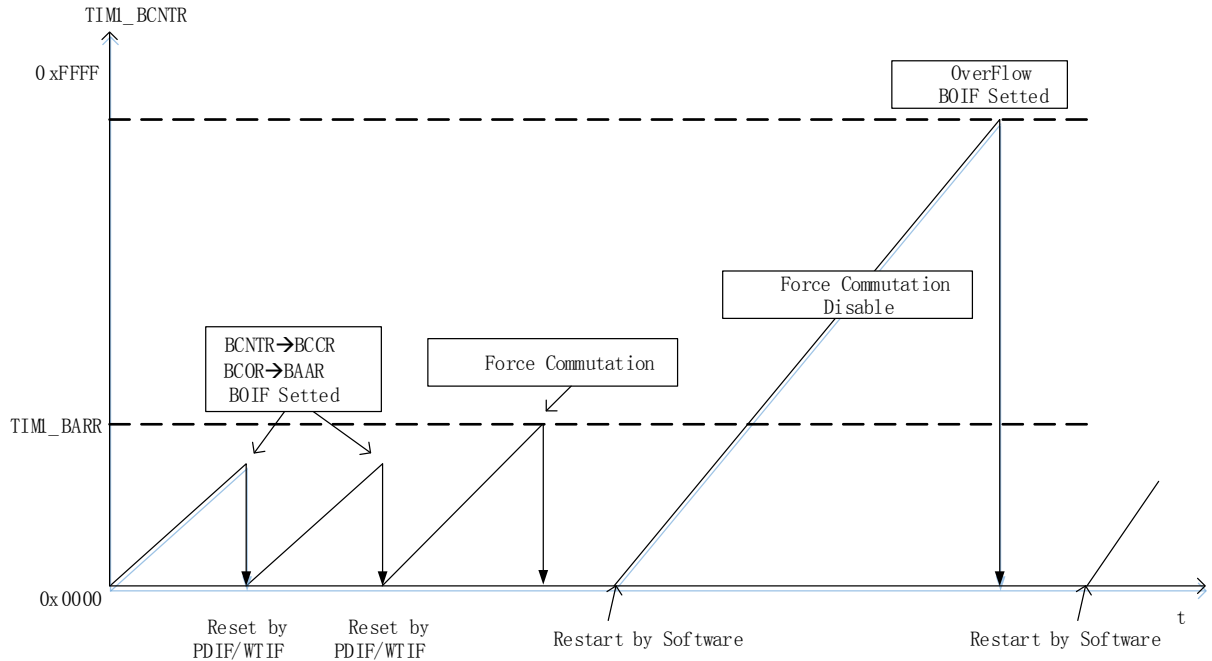 TIM1_BCNTR
0xFFFF
OverFlow
BOIF Setted
Force Commutation
Disable
BCNTR→BCCR
BCOR→BAAR
BOIF Setted
Force Commutation
TIM1_BARR
0x0000
Reset by
PDIF/WTIF
Reset by
PDIF/WTIF
Restart by Software
Restart by Software
t